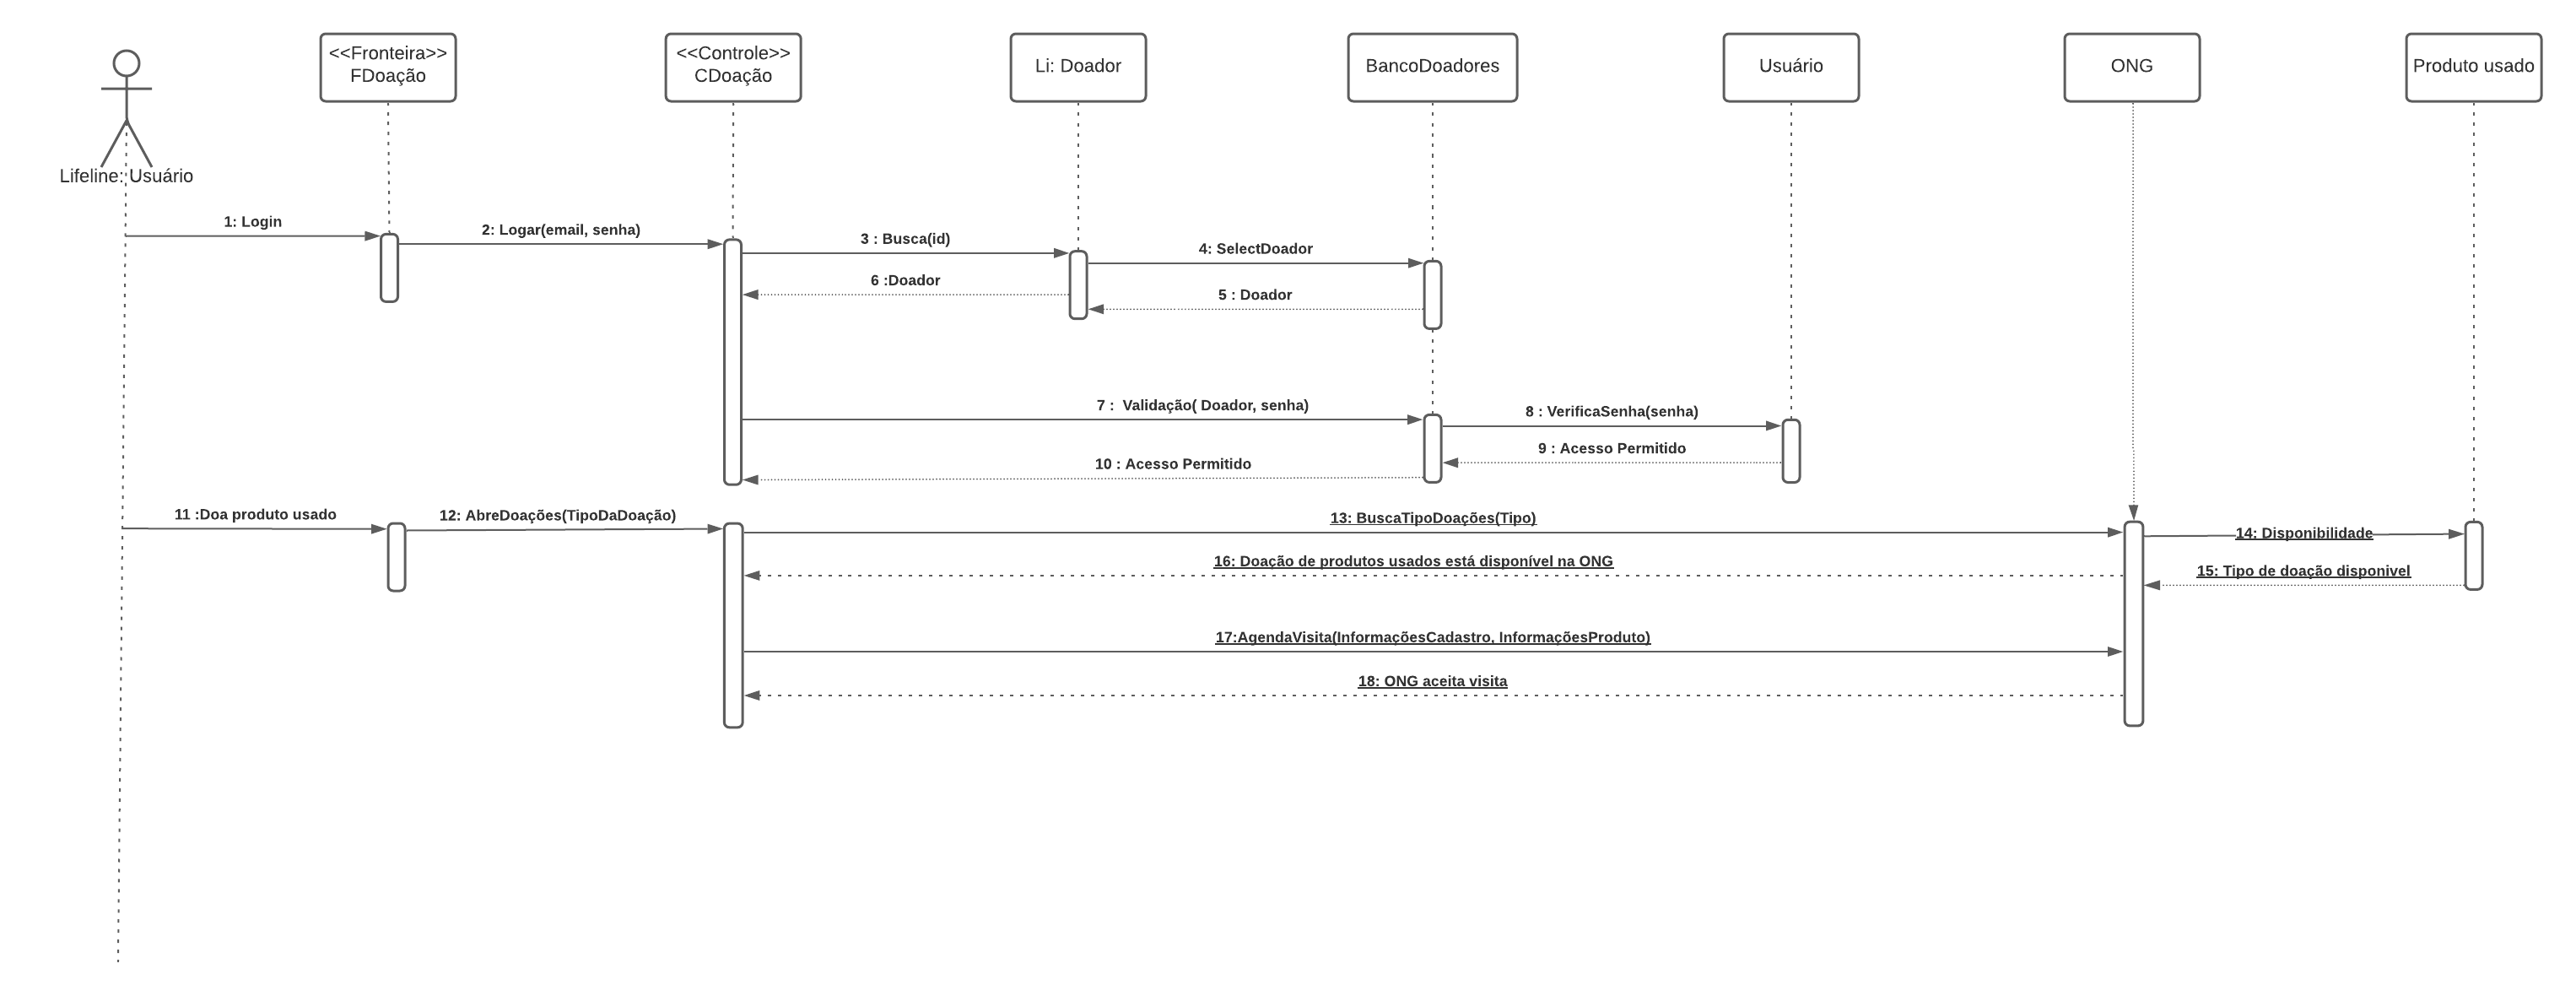 <<Fronteira>>
FDoação
<<Controle>>
CDoação
Li: Doador
BancoDoadores
Usuário
ONG
Produto usado
Lifeline: Usuário
1: Login
2: Logar(email, senha)
3 : Busca(id)
4: SelectDoador
6 :Doador
5 : Doador
7 :  Validação( Doador, senha)
8 : VerificaSenha(senha)
9 : Acesso Permitido
10 : Acesso Permitido
11 :Doa produto usado
12: AbreDoações(TipoDaDoação)
13: BuscaTipoDoações(Tipo)
14: Disponibilidade
16: Doação de produtos usados está disponível na ONG
15: Tipo de doação disponivel
17:AgendaVisita(InformaçõesCadastro, InformaçõesProduto)
18: ONG aceita visita